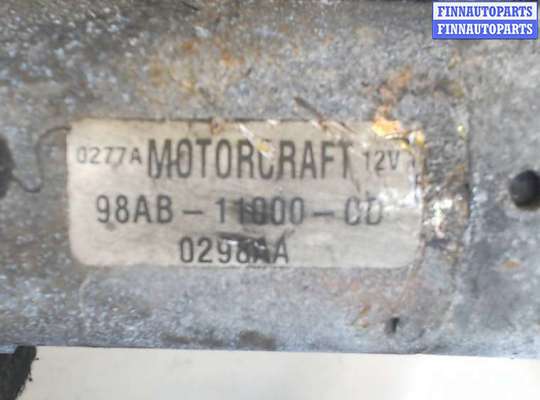 FINNAUTOPARTS
FINNAUTOPARTS
0277A MOTORCRAFT 12V
98AB-11000-CD
0298AA